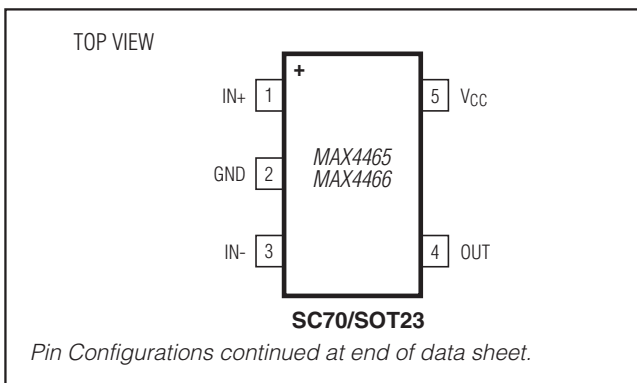 TOP VIEW
+
IN+ 1
5 VCC
MAX4465
GND 2
MAX4466
IN- 3
4 OUT
SC70/SOT23
Pin Configurations continued at end of data sheet.